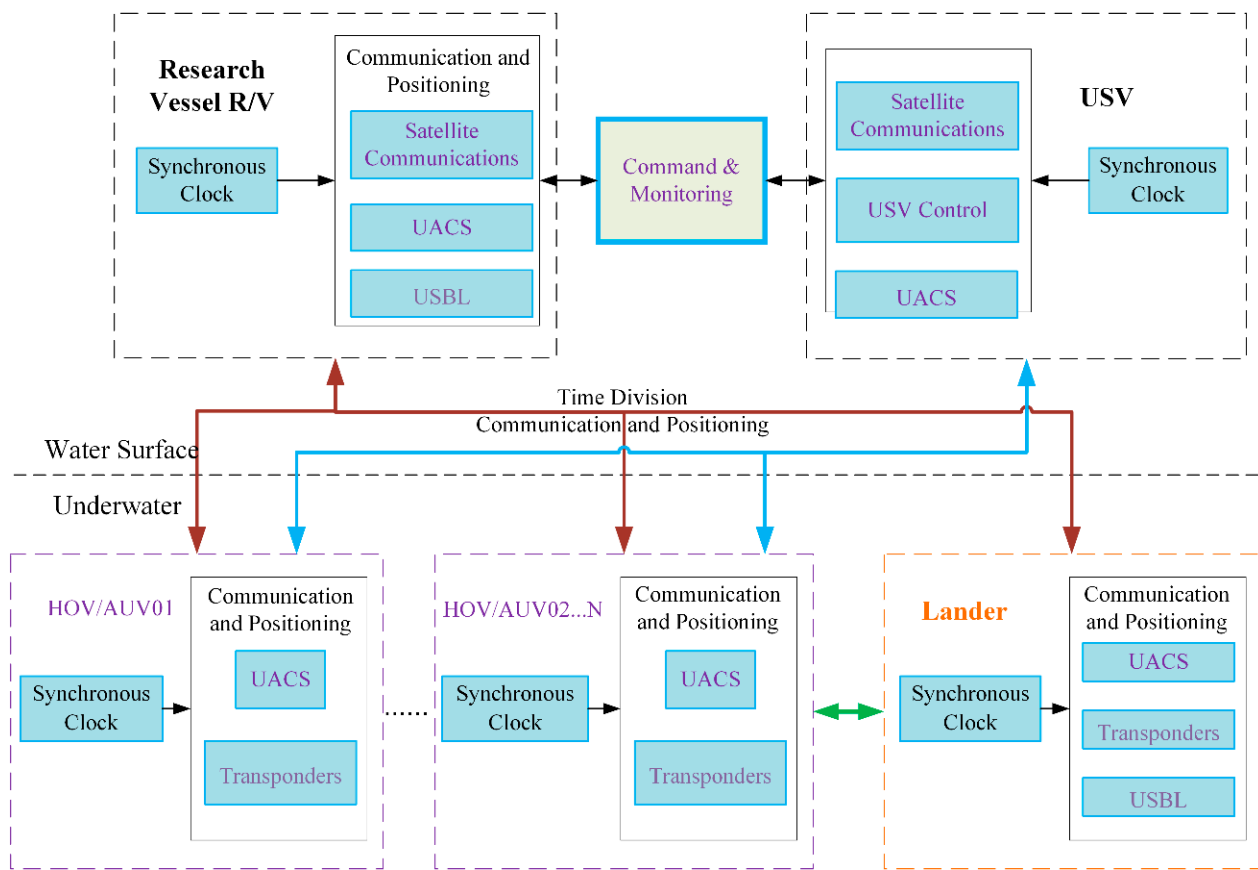 Research
Vessel R/V
Synchronous
Clock
Communication and
Positioning
Satellite
Communications
UACS
USBL
Command &
Monitoring
Satellite
Communications
USV Control
UACS
USV
Synchronous
Clock
Time Division
Communication and Positioning
Water Surface
Underwater
HOV/AUV01
Synchronous
Clock
Communication
and Positioning
UACS
Transponders
......
HOV/AUV02...N
Synchronous
Clock
Communication
and Positioning
UACS
Transponders
Lander
Synchronous
Clock
Communication
and Positioning
UACS
Transponders
USBL